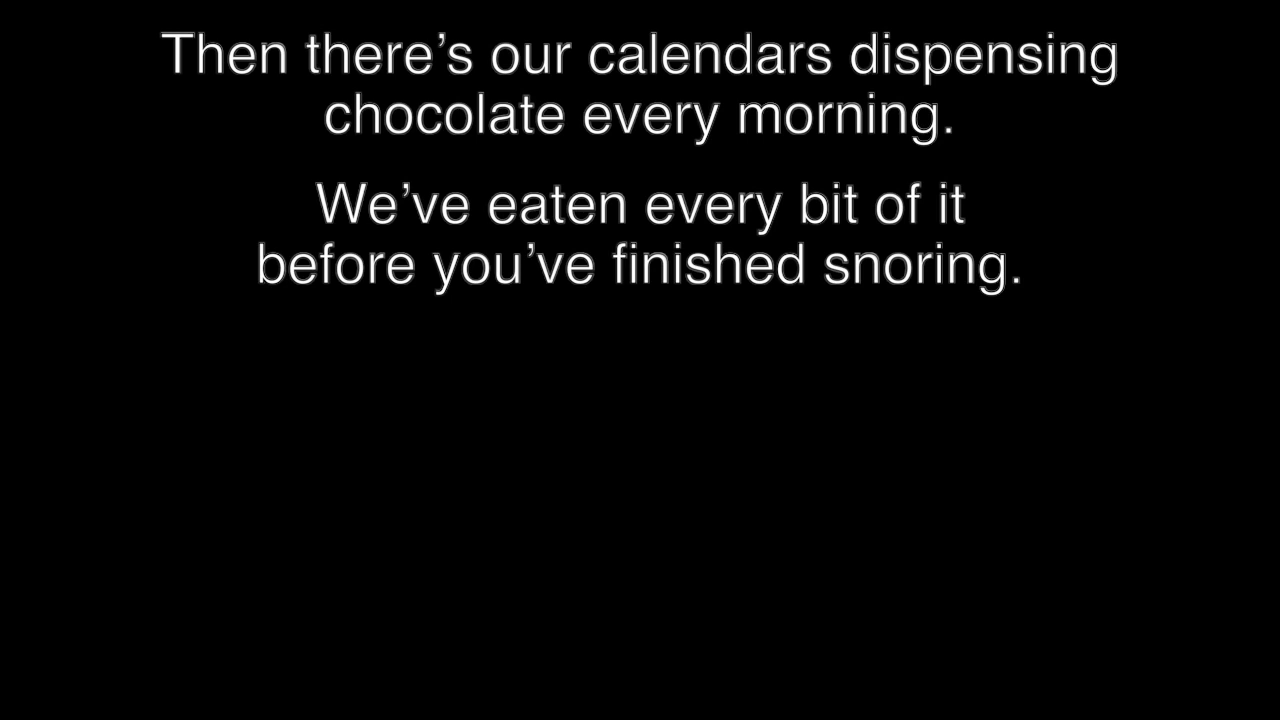 Then there’s our calendars dispensing
chocolate every morning.
We’ve eaten every bit of it
before you’ve finished snoring.